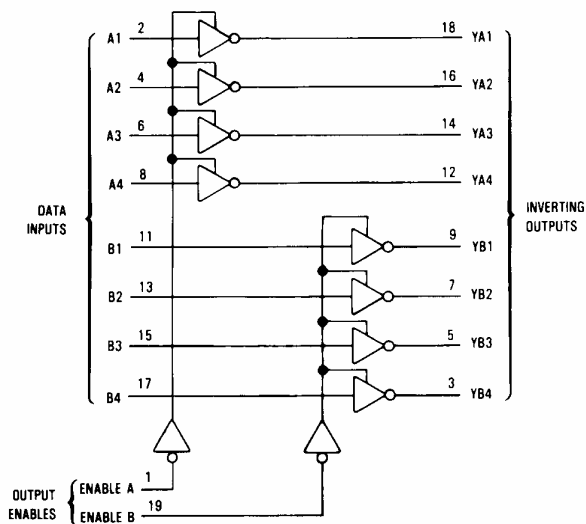 A1 2 18 YA1
A2 4 16 YA2
A3 6 14 YA3
A4 8 12 YA4
DATA
INPUTS
INVERTING
OUTPUTS
B1 11 9 YB1
B2 13 7 YB2
B3 15 5 YB3
B4 17 3 YB4
OUTPUT
ENABLES
ENABLE A 1
ENABLE B 19